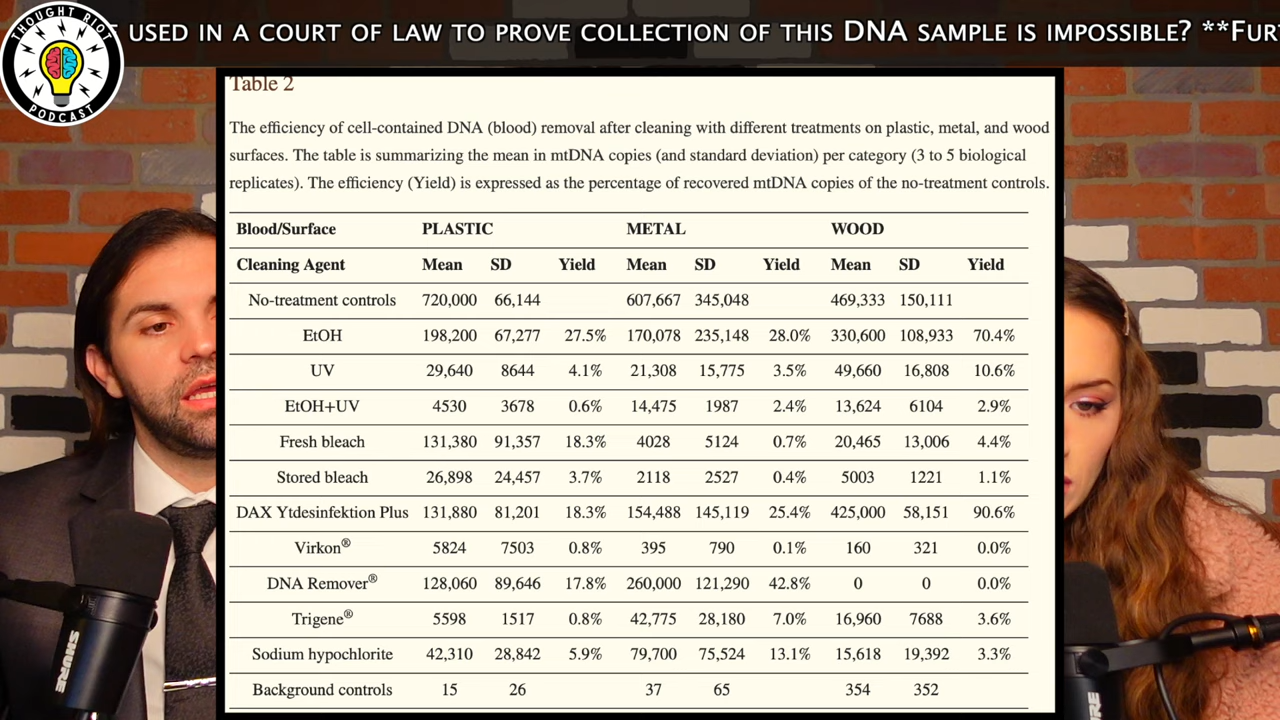 THOUGHT RIOT
PODCAST
USED IN A COURT OF LAW TO PROVE COLLECTION OF THIS DNA SAMPLE IS IMPOSSIBLE? **FUR
Table 2
The efficiency of cell-contained DNA (blood) removal after cleaning with different treatments on plastic, metal, and wood
surfaces. The table is summarizing the mean in mtDNA copies (and standard deviation) per category (3 to 5 biological
replicates). The efficiency (Yield) is expressed as the percentage of recovered mtDNA copies of the no-treatment controls.
Blood/Surface PLASTIC METAL WOOD
Cleaning Agent Mean SD Yield Mean SD Yield Mean SD Yield
No-treatment controls 720,000 66,144 607,667 345,048 469,333 150,111
EtOH 198,200 67,277 27.5% 170,078 235,148 28.0% 330,600 108,933 70.4%
UV 29,640 8644 4.1% 21,308 15,775 3.5% 49,660 16,808 10.6%
EtOH+UV 4530 3678 0.6% 14,475 1987 2.4% 13,624 6104 2.9%
Fresh bleach 131,380 91,357 18.3% 4028 5124 0.7% 20,465 13,006 4.4%
Stored bleach 26,898 24,457 3.7% 2118 2527 0.4% 5003 1221 1.1%
DAX Ytdesinfektion Plus 131,880 81,201 18.3% 154,488 145,119 25.4% 425,000 58,151 90.6%
Virkon® 5824 7503 0.8% 395 790 0.1% 160 321 0.0%
DNA Remover® 128,060 89,646 17.8% 260,000 121,290 42.8% 0 0 0.0%
Trigene® 5598 1517 0.8% 42,775 28,180 7.0% 16,960 7688 3.6%
Sodium hypochlorite 42,310 28,842 5.9% 79,700 75,524 13.1% 15,618 19,392 3.3%
Background controls 15 26 37 65 354 352
SHURE
RE